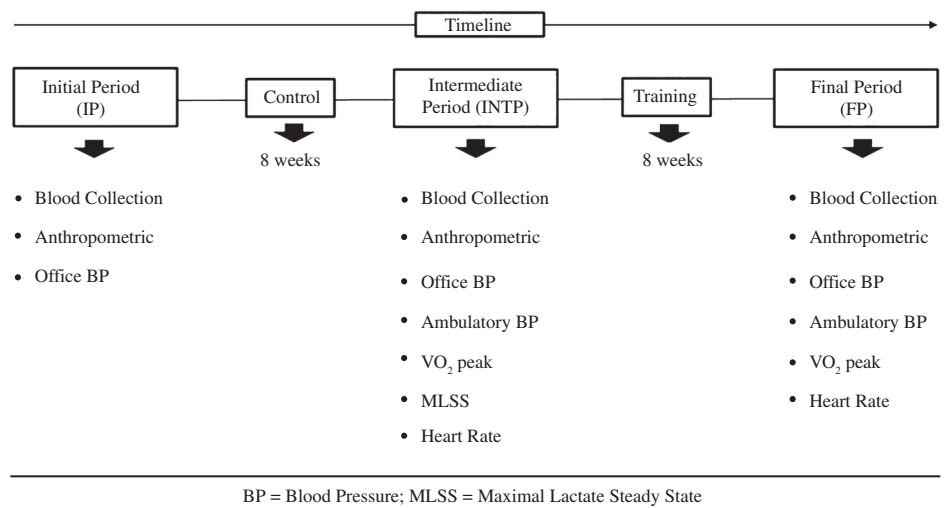 Timeline
Initial Period
(IP)
Control
Intermediate
Period (INTP)
Training
Final Period
(FP)
8 weeks
8 weeks
• Blood Collection
• Anthropometric
• Office BP
• Blood Collection
• Anthropometric
• Office BP
• Ambulatory BP
• VO₂ peak
• MLSS
• Heart Rate
• Blood Collection
• Anthropometric
• Office BP
• Ambulatory BP
• VO₂ peak
• Heart Rate
BP = Blood Pressure; MLSS = Maximal Lactate Steady State